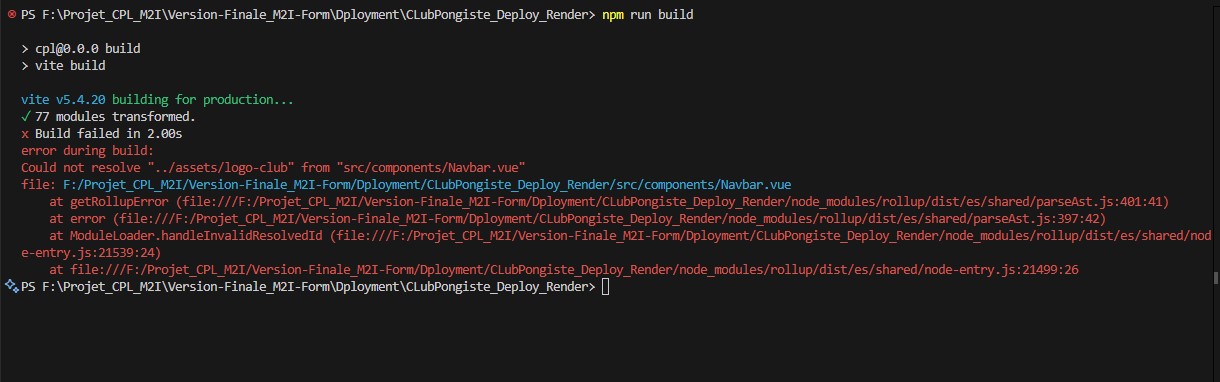 PS F:\Projet_CPL_M2I\Version-Finale_M2I-Form\Dployment\CLubPongiste_Deploy_Render> npm run build
> cpl@0.0.0 build
> vite build
vite v5.4.20 building for production...
✓ 77 modules transformed.
x Build failed in 2.00s
error during build:
Could not resolve "../assets/logo-club" from "src/components/Navbar.vue"
file: F:/Projet_CPL_M2I/Version-Finale_M2I-Form/Dployment/CLubPongiste_Deploy_Render/src/components/Navbar.vue
    at getRollupError (file:///F:/Projet_CPL_M2I/Version-Finale_M2I-Form/Dployment/CLubPongiste_Deploy_Render/node_modules/rollup/dist/es/shared/parseAst.js:401:41)
    at error (file:///F:/Projet_CPL_M2I/Version-Finale_M2I-Form/Dployment/CLubPongiste_Deploy_Render/node_modules/rollup/dist/es/shared/parseAst.js:397:42)
    at ModuleLoader.handleInvalidResolvedId (file:///F:/Projet_CPL_M2I/Version-Finale_M2I-Form/Dployment/CLubPongiste_Deploy_Render/node_modules/rollup/dist/es/shared/nod
e-entry.js:21539:24)
    at file:///F:/Projet_CPL_M2I/Version-Finale_M2I-Form/Dployment/CLubPongiste_Deploy_Render/node_modules/rollup/dist/es/shared/node-entry.js:21499:26
PS F:\Projet_CPL_M2I\Version-Finale_M2I-Form\Dployment\CLubPongiste_Deploy_Render>